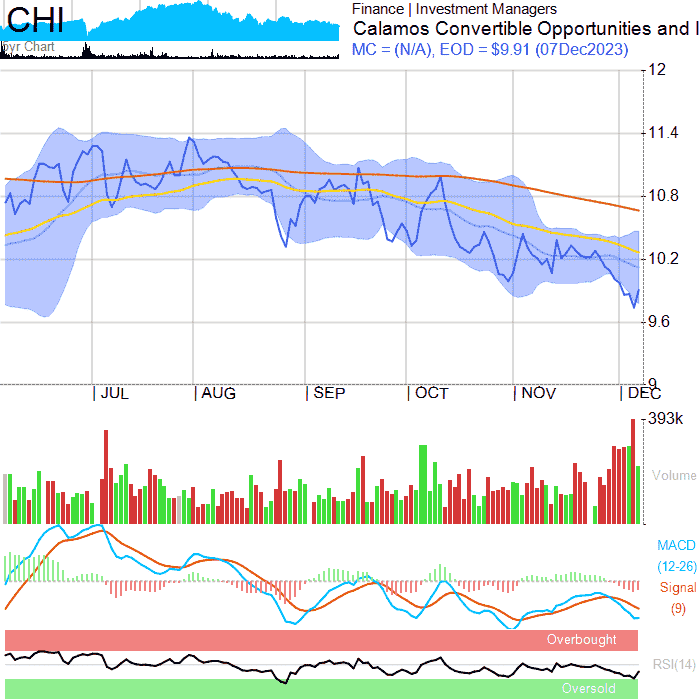 CHI
5yr Chart
Finance | Investment Managers
Calamos Convertible Opportunities and I
MC = (N/A), EOD = $9.91 (07Dec2023)
12
11.4
10.8
10.2
9.6
9
JUL AUG SEP OCT NOV DEC
393k
Volume
MACD
(12-26)
Signal
(9)
Overbought
RSI(14)
Oversold